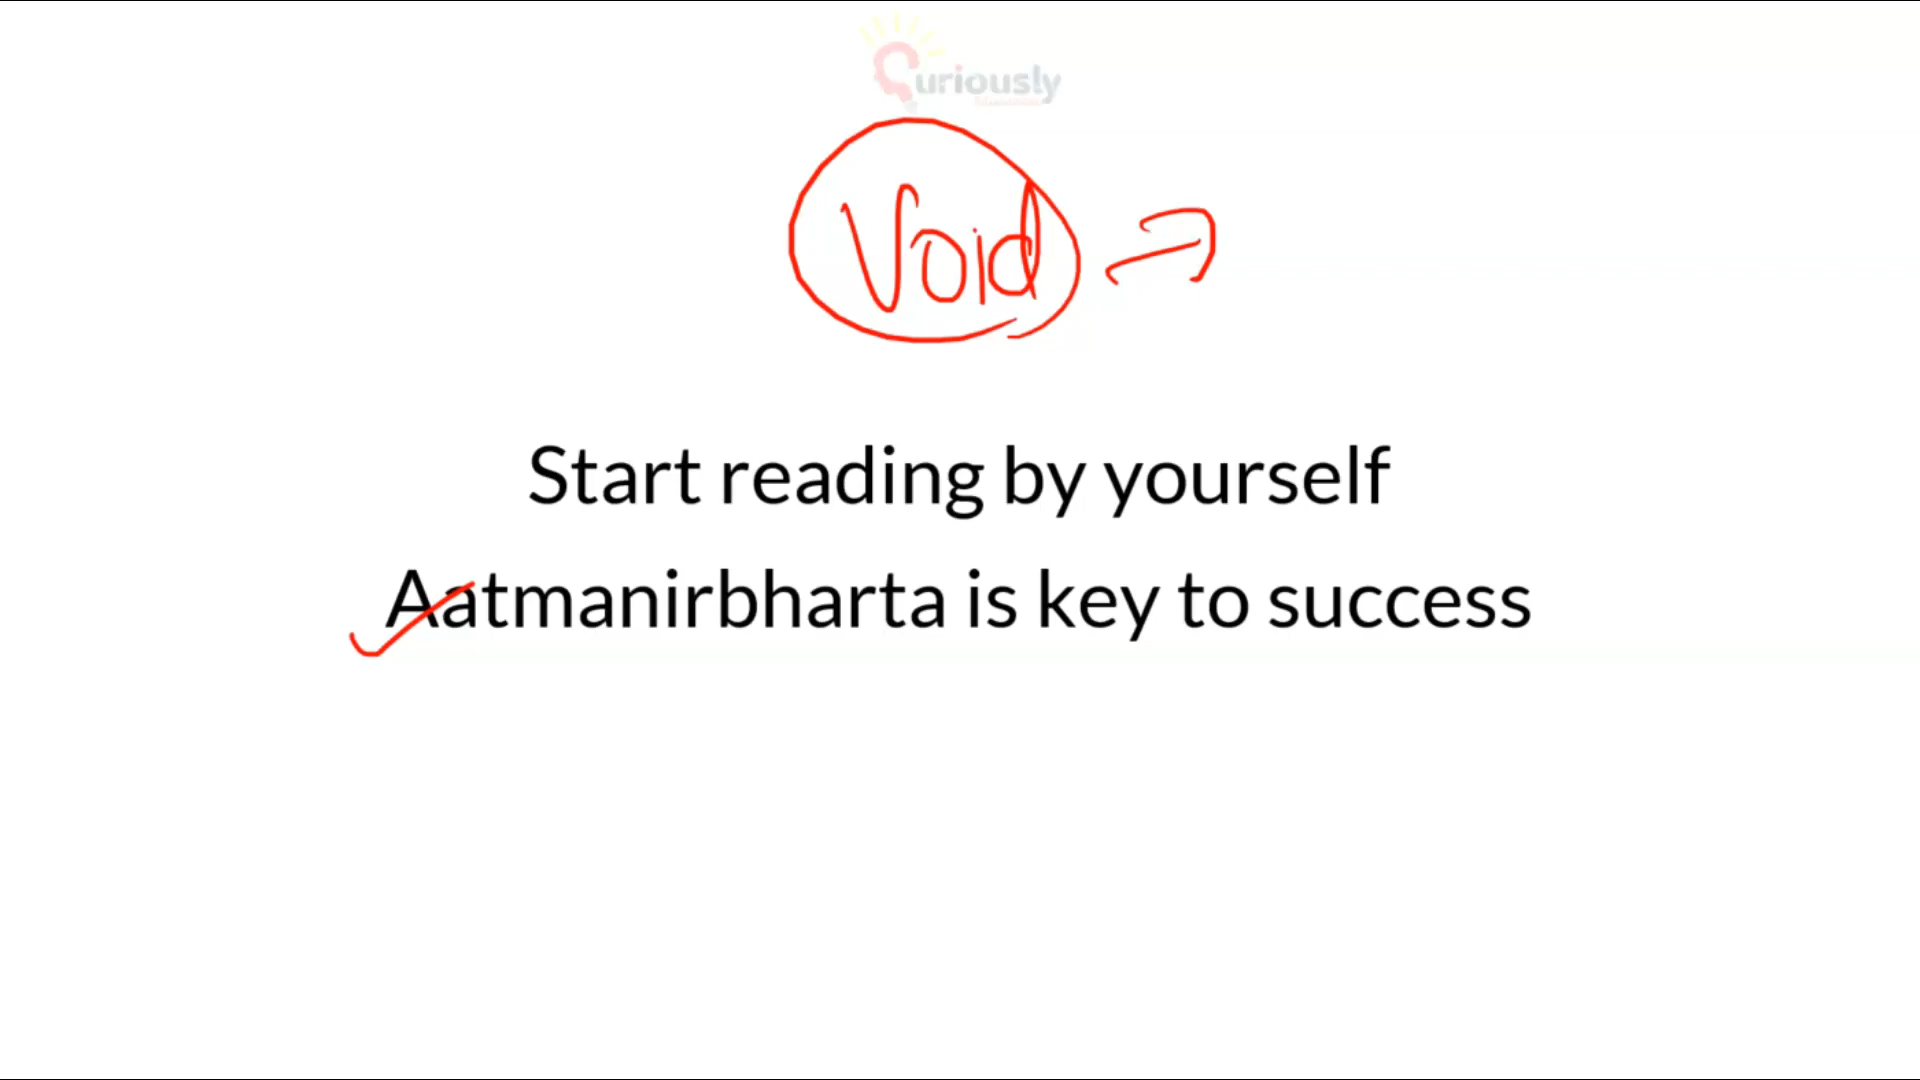 Curiously
Void
Start reading by yourself
Aatmanirbharta is key to success